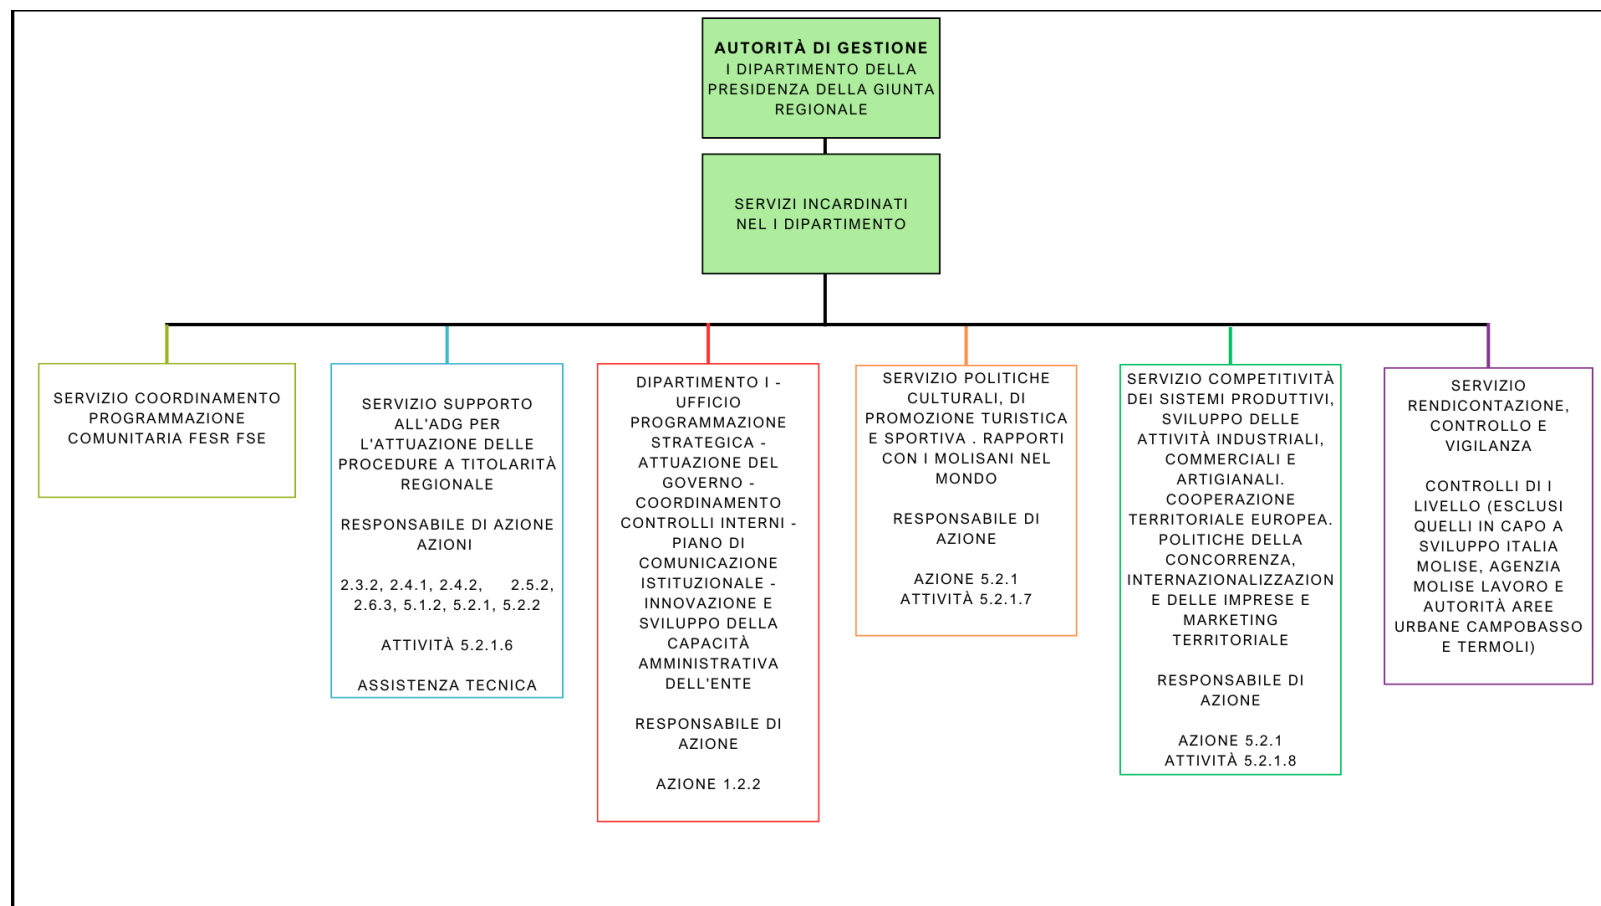 AUTORITÀ DI GESTIONE
I DIPARTIMENTO DELLA
PRESIDENZA DELLA GIUNTA
REGIONALE
SERVIZI INCARDINATI
NEL I DIPARTIMENTO
SERVIZIO COORDINAMENTO
PROGRAMMAZIONE
COMUNITARIA FESR FSE
SERVIZIO SUPPORTO
ALL'ADG PER
L'ATTUAZIONE DELLE
PROCEDURE A TITOLARITÀ
REGIONALE
RESPONSABILE DI AZIONE
AZIONI
2.3.2, 2.4.1, 2.4.2, 2.5.2,
2.6.3, 5.1.2, 5.2.1, 5.2.2
ATTIVITÀ 5.2.1.6
ASSISTENZA TECNICA
DIPARTIMENTO I -
UFFICIO
PROGRAMMAZIONE
STRATEGICA -
ATTUAZIONE DEL
GOVERNO -
COORDINAMENTO
CONTROLLI INTERNI -
PIANO DI
COMUNICAZIONE
ISTITUZIONALE -
INNOVAZIONE E
SVILUPPO DELLA
CAPACITÀ
AMMINISTRATIVA
DELL'ENTE
RESPONSABILE DI
AZIONE
AZIONE 1.2.2
SERVIZIO POLITICHE
CULTURALI, DI
PROMOZIONE TURISTICA
E SPORTIVA . RAPPORTI
CON I MOLISANI NEL
MONDO
RESPONSABILE DI
AZIONE
AZIONE 5.2.1
ATTIVITÀ 5.2.1.7
SERVIZIO COMPETITIVITÀ
DEI SISTEMI PRODUTTIVI,
SVILUPPO DELLE
ATTIVITÀ INDUSTRIALI,
COMMERCIALI E
ARTIGIANALI.
COOPERAZIONE
TERRITORIALE EUROPEA.
POLITICHE DELLA
CONCORRENZA,
INTERNAZIONALIZZAZION
E DELLE IMPRESE E
MARKETING
TERRITORIALE
RESPONSABILE DI
AZIONE
AZIONE 5.2.1
ATTIVITÀ 5.2.1.8
SERVIZIO
RENDICONTAZIONE,
CONTROLLO E
VIGILANZA
CONTROLLI DI I
LIVELLO (ESCLUSI
QUELLI IN CAPO A
SVILUPPO ITALIA
MOLISE, AGENZIA
MOLISE LAVORO E
AUTORITÀ AREE
URBANE CAMPOBASSO
E TERMOLI)